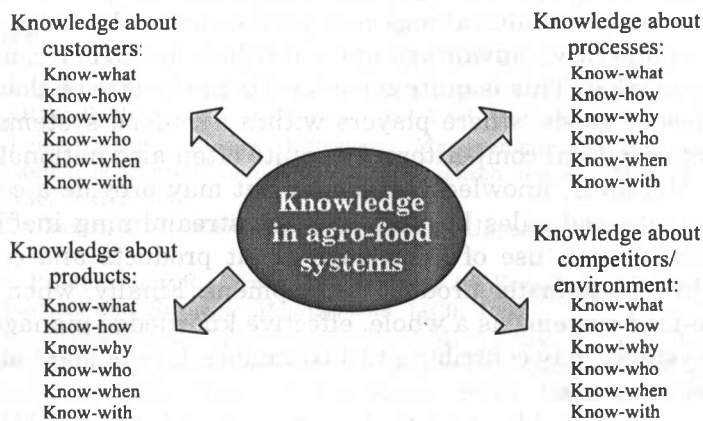 Knowledge about
customers:
Know-what
Know-how
Know-why
Know-who
Know-when
Know-with
Knowledge about
processes:
Know-what
Know-how
Know-why
Know-who
Know-when
Know-with
Knowledge
in agro-food
systems
Knowledge about
products:
Know-what
Know-how
Know-why
Know-who
Know-when
Know-with
Knowledge about
competitors/
environment:
Know-what
Know-how
Know-why
Know-who
Know-when
Know-with